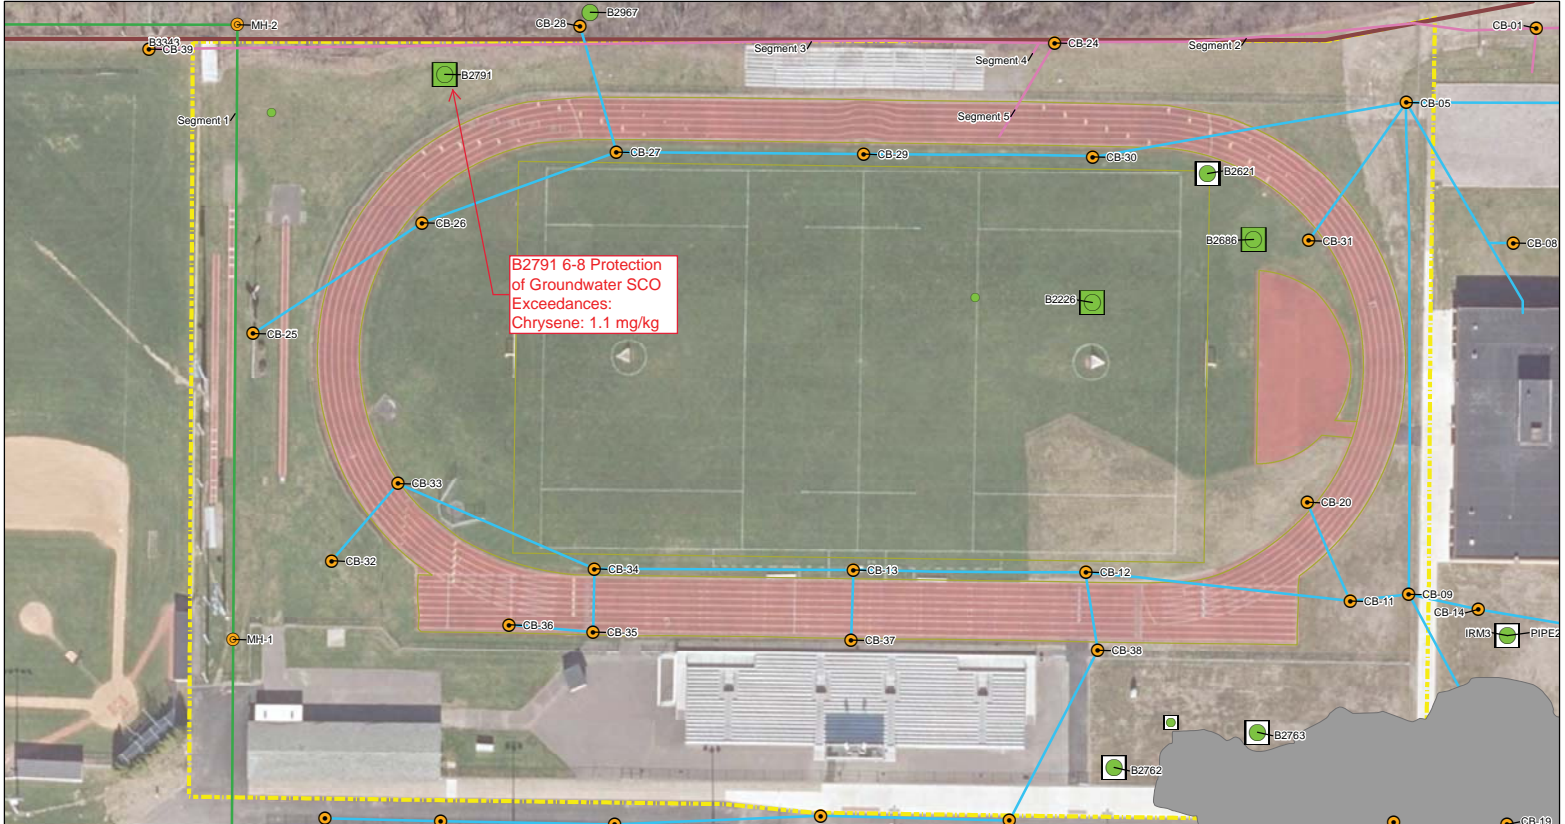 MH-2
CB-28
B2967
CB-01
B3343
CB-39
Segment 3
CB-24
Segment 2
Segment 4
B2791
CB-05
Segment 1
Segment 5
CB-27
CB-29
CB-30
B2621
CB-26
B2686
CB-31
CB-08
B2791 6-8 Protection
of Groundwater SCO
Exceedances:
Chrysene: 1.1 mg/kg
B2226
CB-25
CB-33
CB-20
CB-32
CB-34
CB-13
CB-12
CB-11
CB-09
CB-14
CB-36
CB-35
CB-37
IRM3
PIPE2
MH-1
CB-38
B2763
B2762
CB-19